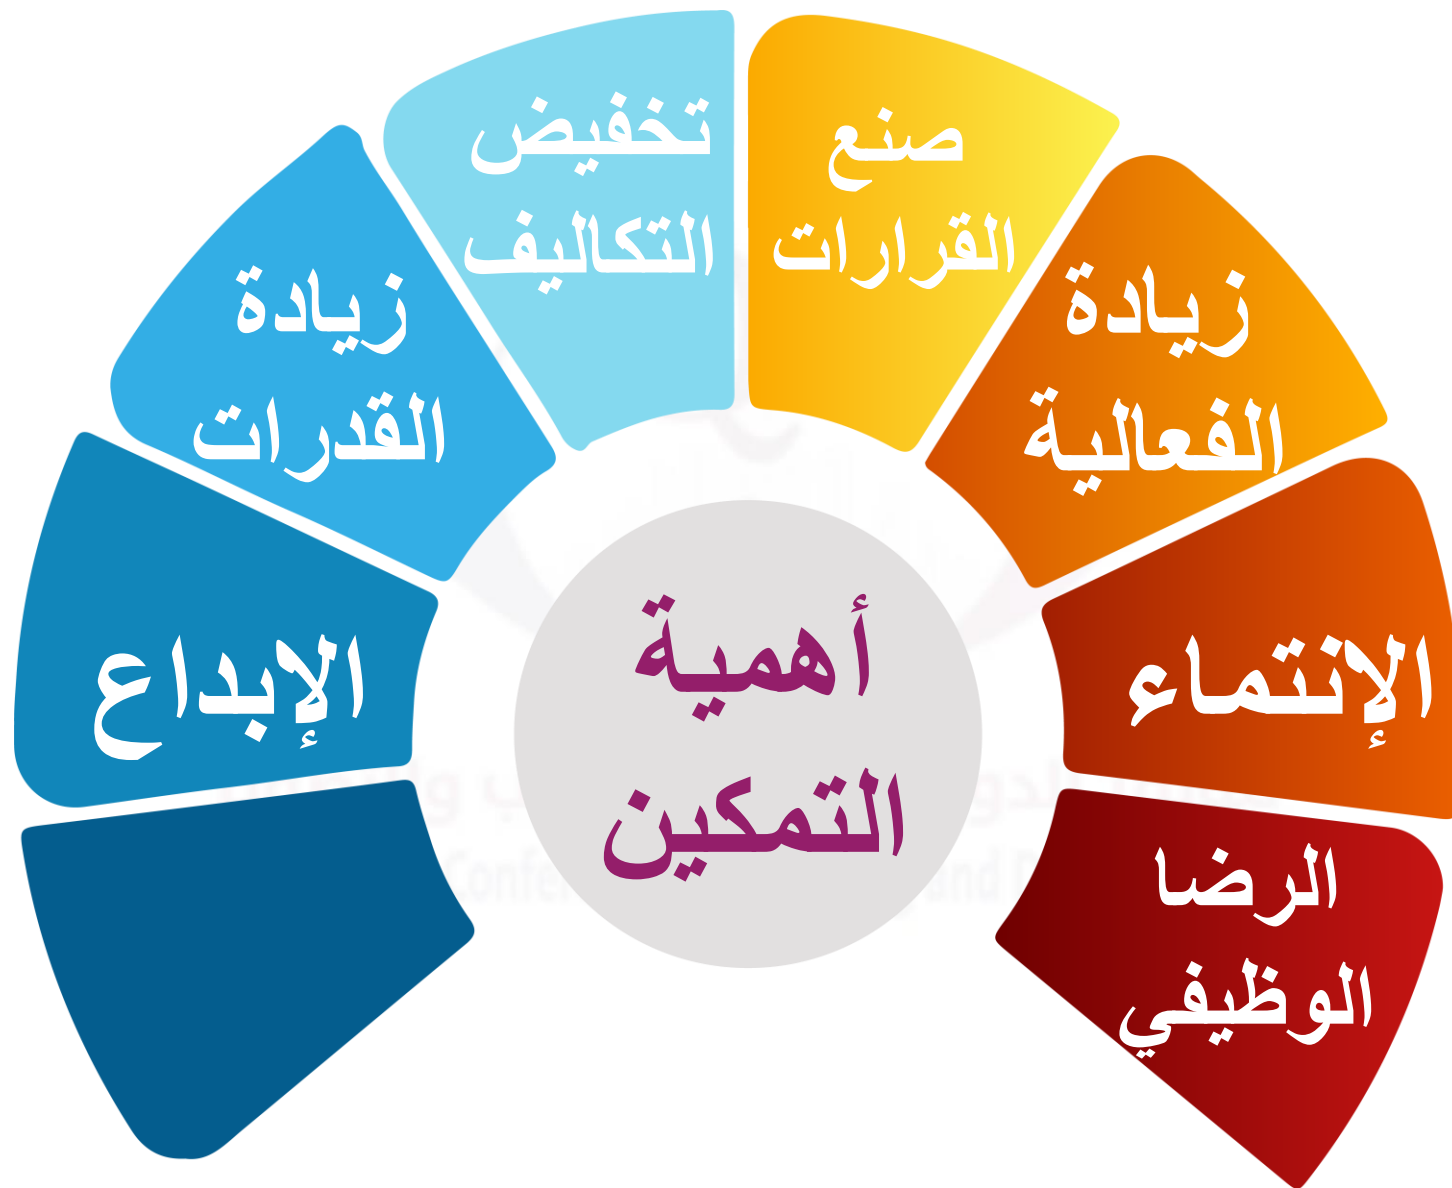 أهمية
التمكين
الرضا
الوظيفي
الإنتماء
زيادة
الفعالية
صنع
القرارات
تخفيض
التكاليف
زيادة
القدرات
الإبداع